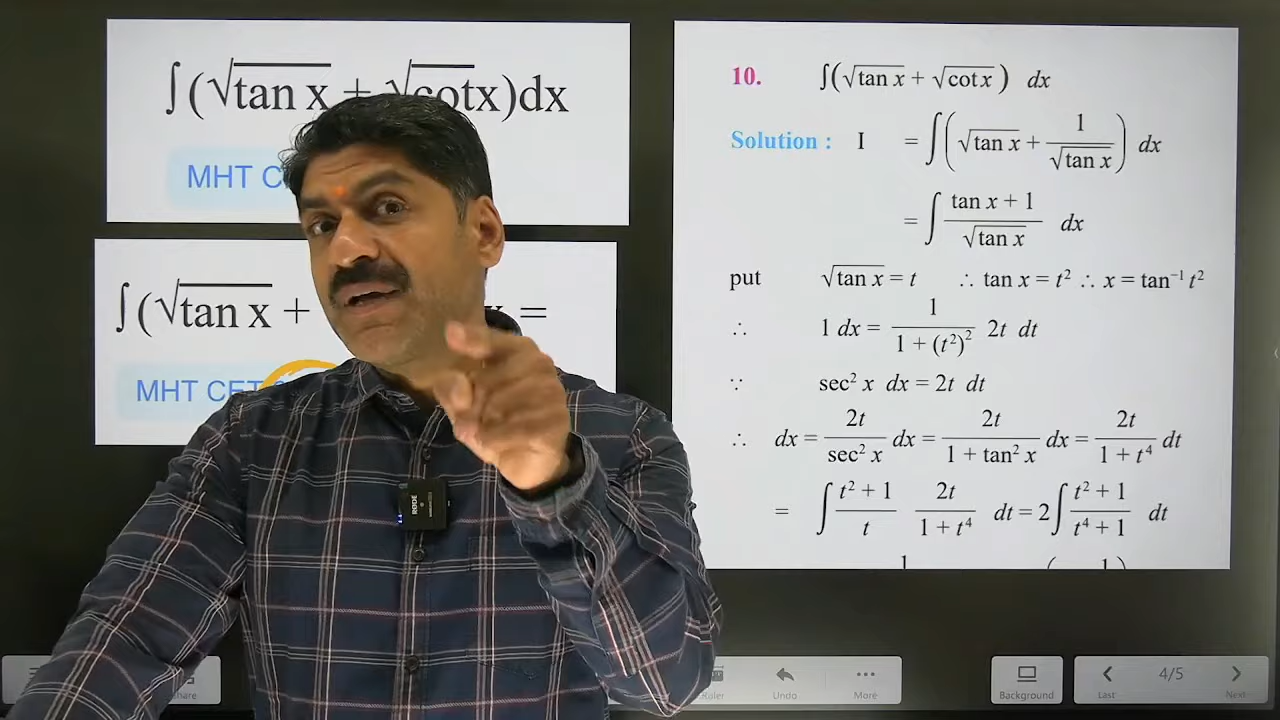 ∫(√tan x + √cotx)dx
MHT C
∫(√tan x + x =
MHT CET
10. ∫(√tan x + √cot x) dx
Solution : I = ∫(√tan x + 1/√tan x) dx
= ∫ (tan x + 1)/√tan x dx
put √tan x = t ∴ tan x = t² ∴ x = tan⁻¹ t²
∴ 1 dx = 1/(1 + (t²)²) 2t dt
∵ sec² x dx = 2t dt
∴ dx = 2t/sec² x dx = 2t/(1 + tan² x) dx = 2t/(1 + t⁴) dt
= ∫ (t² + 1)/t 2t/(1 + t⁴) dt = 2∫ (t² + 1)/(t⁴ + 1) dt
1 ( 1 )
RØDE
Undo
More
Background
Last
4/5
Next